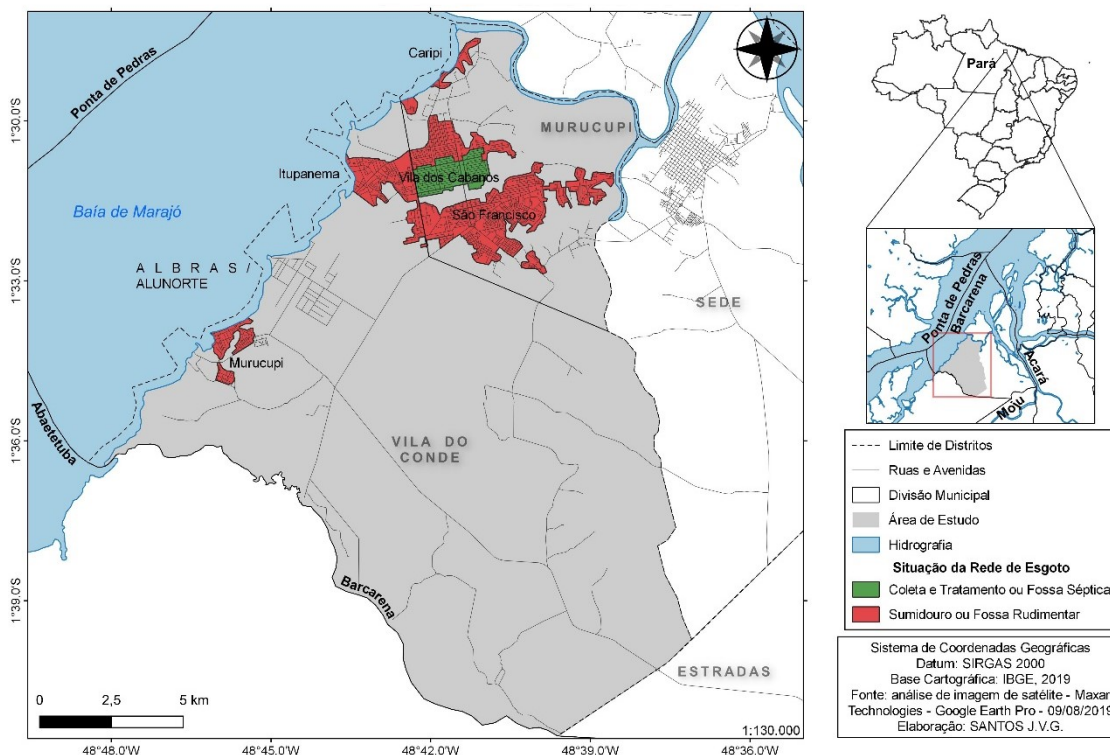 Caripi
Ponta de Pedras
MURUCUPI
Itupanema
Vila dos Cabanos
São Francisco
Baía de Marajó
ALBRAS/
ALUNORTE
SEDE
Murucupi
Abaetetuba
VILA DO
CONDE
Barcarena
ESTRADAS
0 2,5 5 km
1:130.000
1°30.0'S
1°33.0'S
1°36.0'S
1°39.0'S
48°48.0'W 48°45.0'W 48°42.0'W 48°39.0'W 48°36.0'W
Pará
Ponta de Pedras
Barcarena
Acará
Moju
Limite de Distritos
Ruas e Avenidas
Divisão Municipal
Área de Estudo
Hidrografia
Situação da Rede de Esgoto
Coleta e Tratamento ou Fossa Séptica
Sumidouro ou Fossa Rudimentar
Sistema de Coordenadas Geográficas
Datum: SIRGAS 2000
Base Cartográfica: IBGE, 2019
Fonte: análise de imagem de satélite - Maxar
Technologies - Google Earth Pro - 09/08/2019
Elaboração: SANTOS J.V.G.